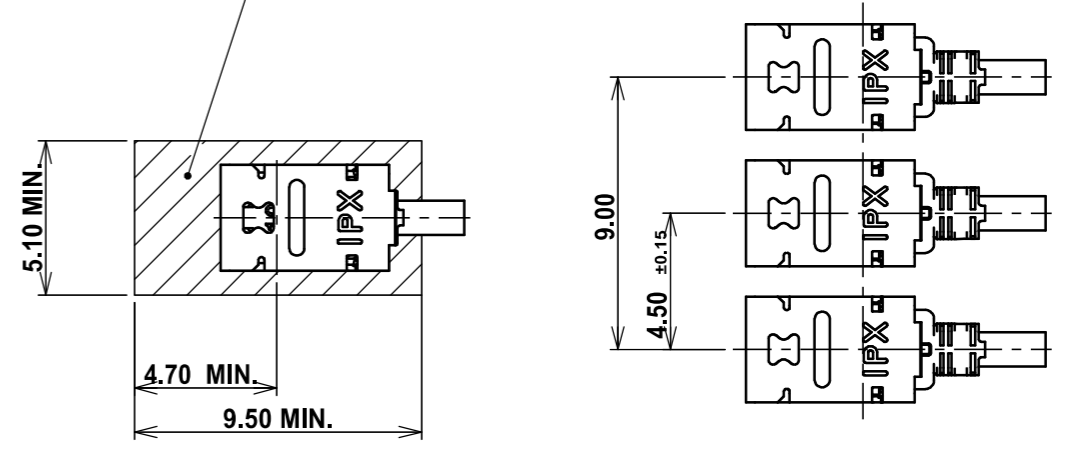 5.10 MIN.
IPX
4.70 MIN.
9.50 MIN.
9.00
4.50 ±0.15
IPX
IPX
IPX